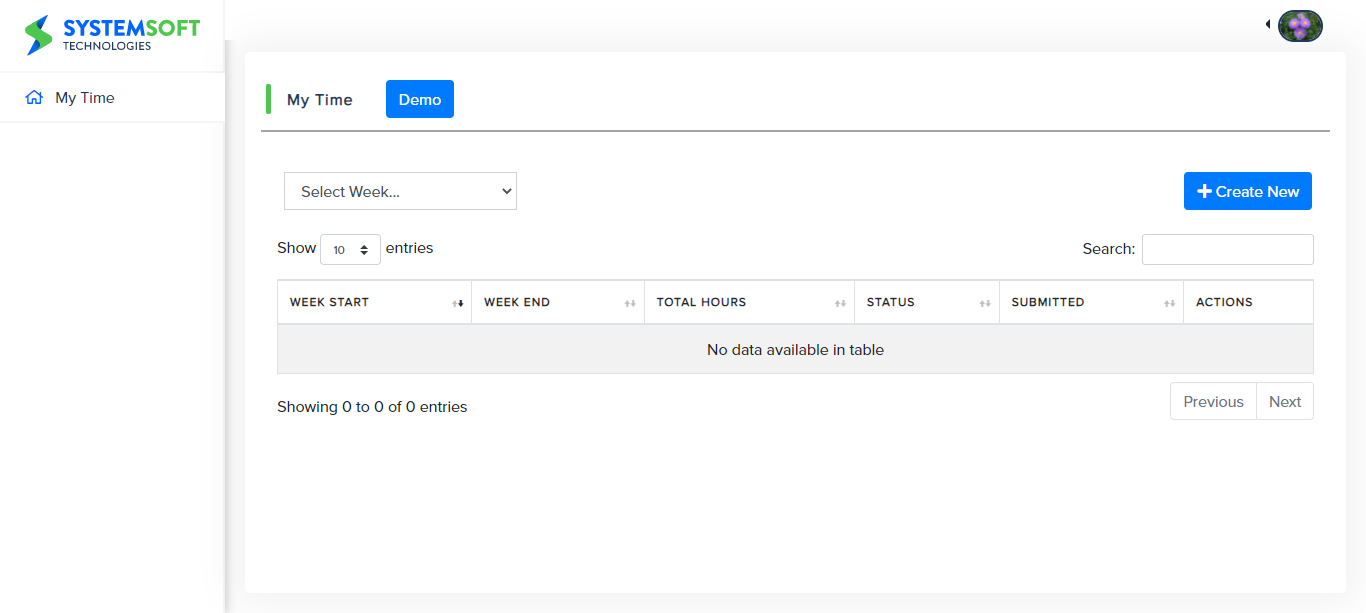 SYSTEMSOFT
TECHNOLOGIES
My Time
My Time
Demo
Select Week...
Create New
Show 10 entries
Search:
WEEK START WEEK END TOTAL HOURS STATUS SUBMITTED ACTIONS
No data available in table
Showing 0 to 0 of 0 entries
Previous Next